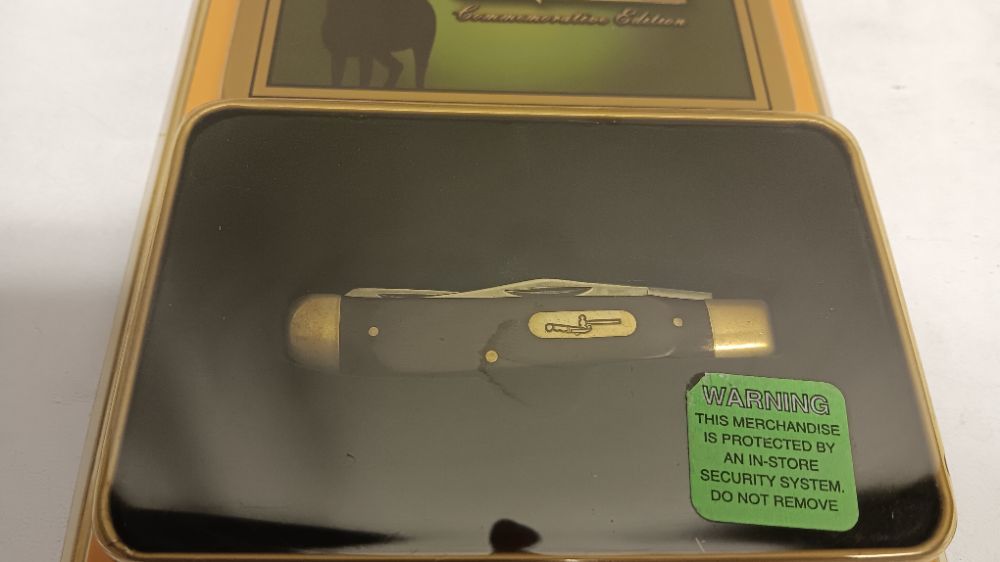 Commemorative Edition
WARNING
THIS MERCHANDISE
IS PROTECTED BY
AN IN-STORE
SECURITY SYSTEM.
DO NOT REMOVE